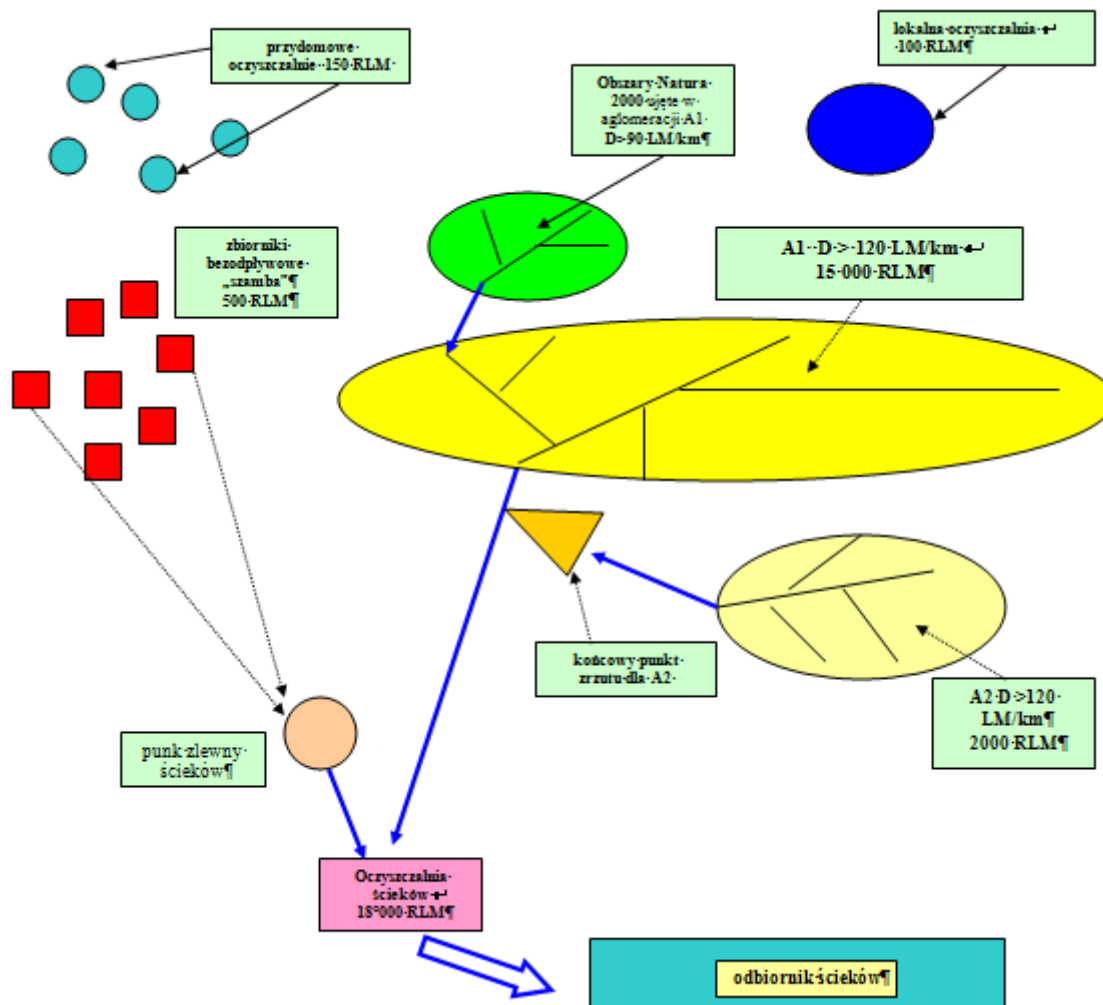 przydomowe·
oczyszczalnie··150 RLM·
lokalna·oczyszczalnia·↵
·100·RLM¶
Obszary·Natura·
2000·ujęte·w·
aglomeracji·A1·
D>·90·LM/km¶
zbiorniki·
bezodpływowe·
„szamba”¶
500·RLM¶
A1··D·>·120·LM/km·↵
15·000·RLM¶
końcowy·punkt·
zrzutu·dla·A2·
A2·D·>120·
LM/km¶
2000·RLM¶
punk·zlewny·
ścieków¶
Oczyszczalnia·
ścieków·↵
18°000·RLM¶
odbiornik·ścieków¶